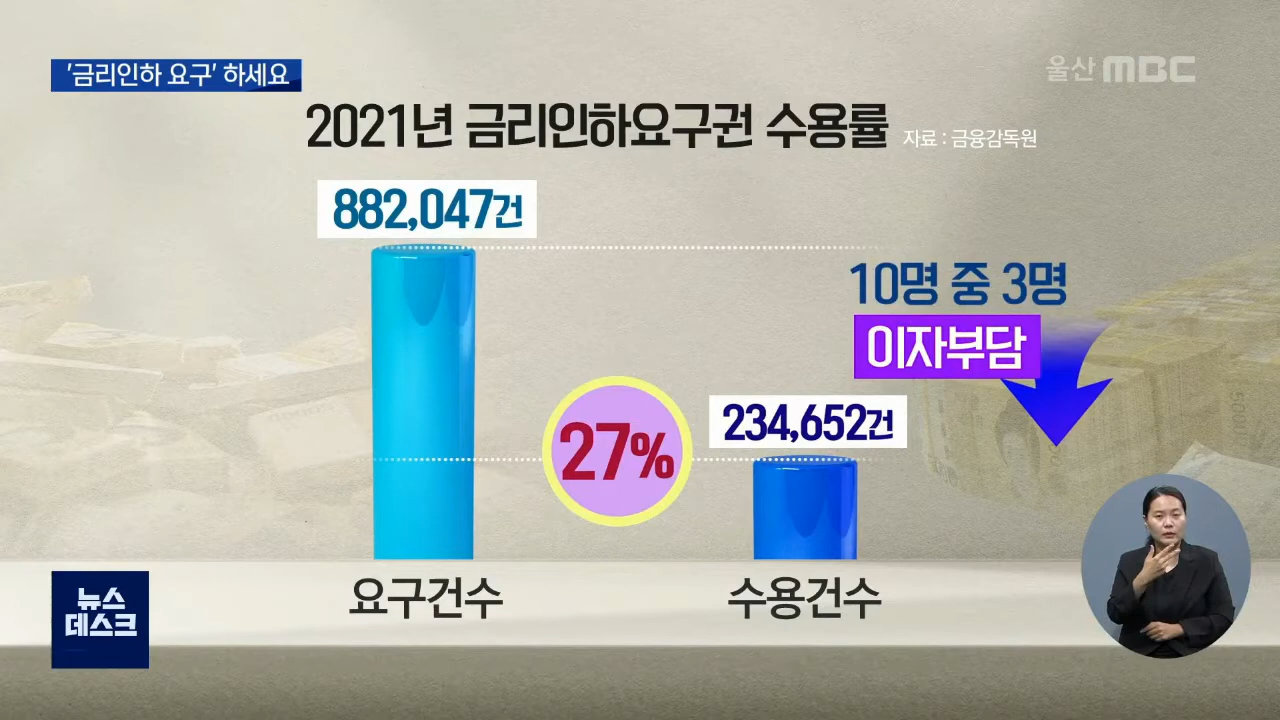 '금리인하 요구' 하세요
울산 MBC
2021년 금리인하요구권 수용률
자료 : 금융감독원
882,047건
10명 중 3명
이자부담
234,652건
27%
요구건수
수용건수
뉴스
데스크